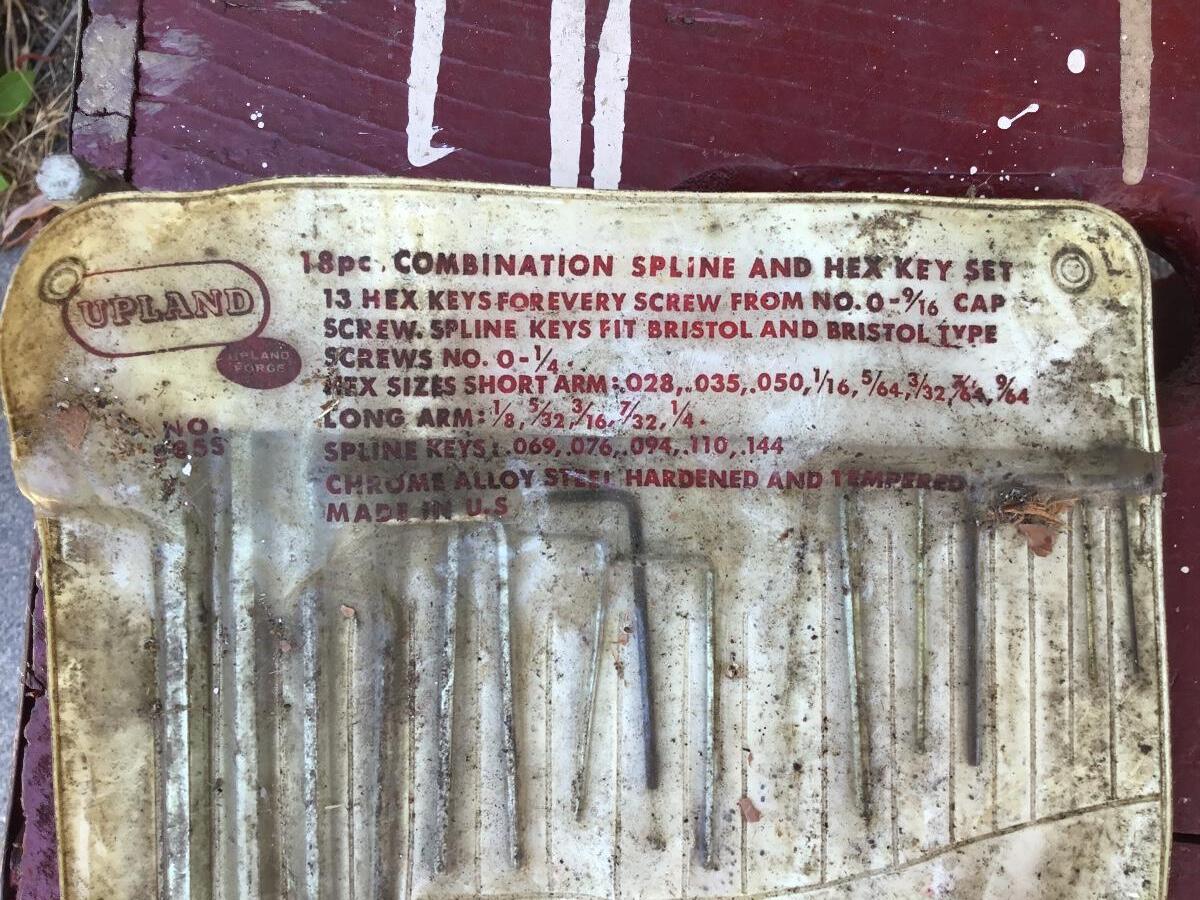 UPLAND
UPLAND
FORGE
18pc. COMBINATION SPLINE AND HEX KEY SET
13 HEX KEYS FOR EVERY SCREW FROM NO. 0-9/16 CAP
SCREW. SPLINE KEYS FIT BRISTOL AND BRISTOL TYPE
SCREWS NO. 0-1/4.
HEX SIZES SHORT ARM: .028, .035, .050, 1/16, 5/64, 3/32, 7/64, 9/64
LONG ARM: 1/8, 5/32, 3/16, 7/32, 1/4.
NO.
SPLINE KEYS: .069, .076, .094, .110, .144
CHROME ALLOY STEEL HARDENED AND TEMPERED
MADE IN U.S